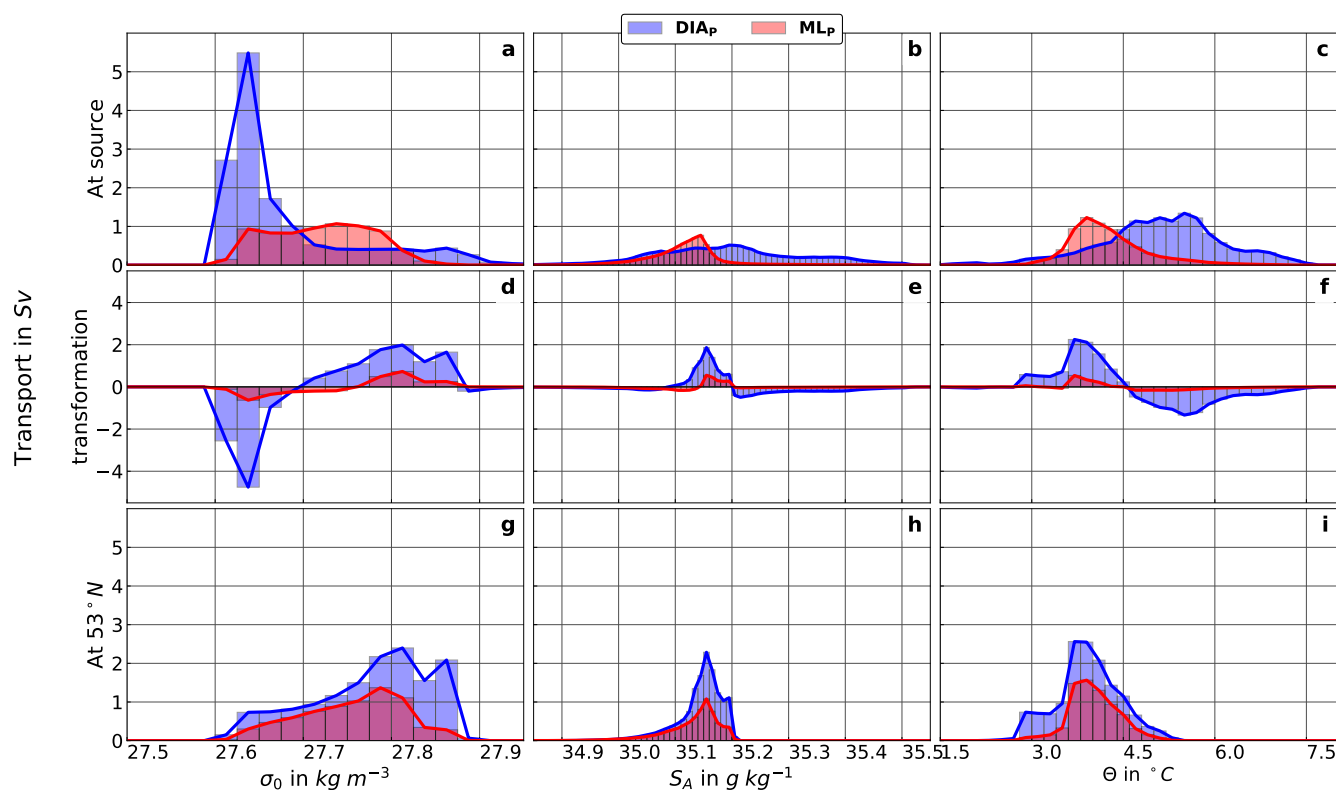 DIA_P ML_P
a b c
At source
5
4
3
2
1
0
d e f
Transport in Sv
transformation
4
2
0
−2
−4
g h i
At 53°N
5
4
3
2
1
0
27.5 27.6 27.7 27.8 27.9 34.9 35.0 35.1 35.2 35.3 35.4 35.5 1.5 3.0 4.5 6.0 7.5
σ₀ in kg m⁻³ S_A in g kg⁻¹ Θ in °C